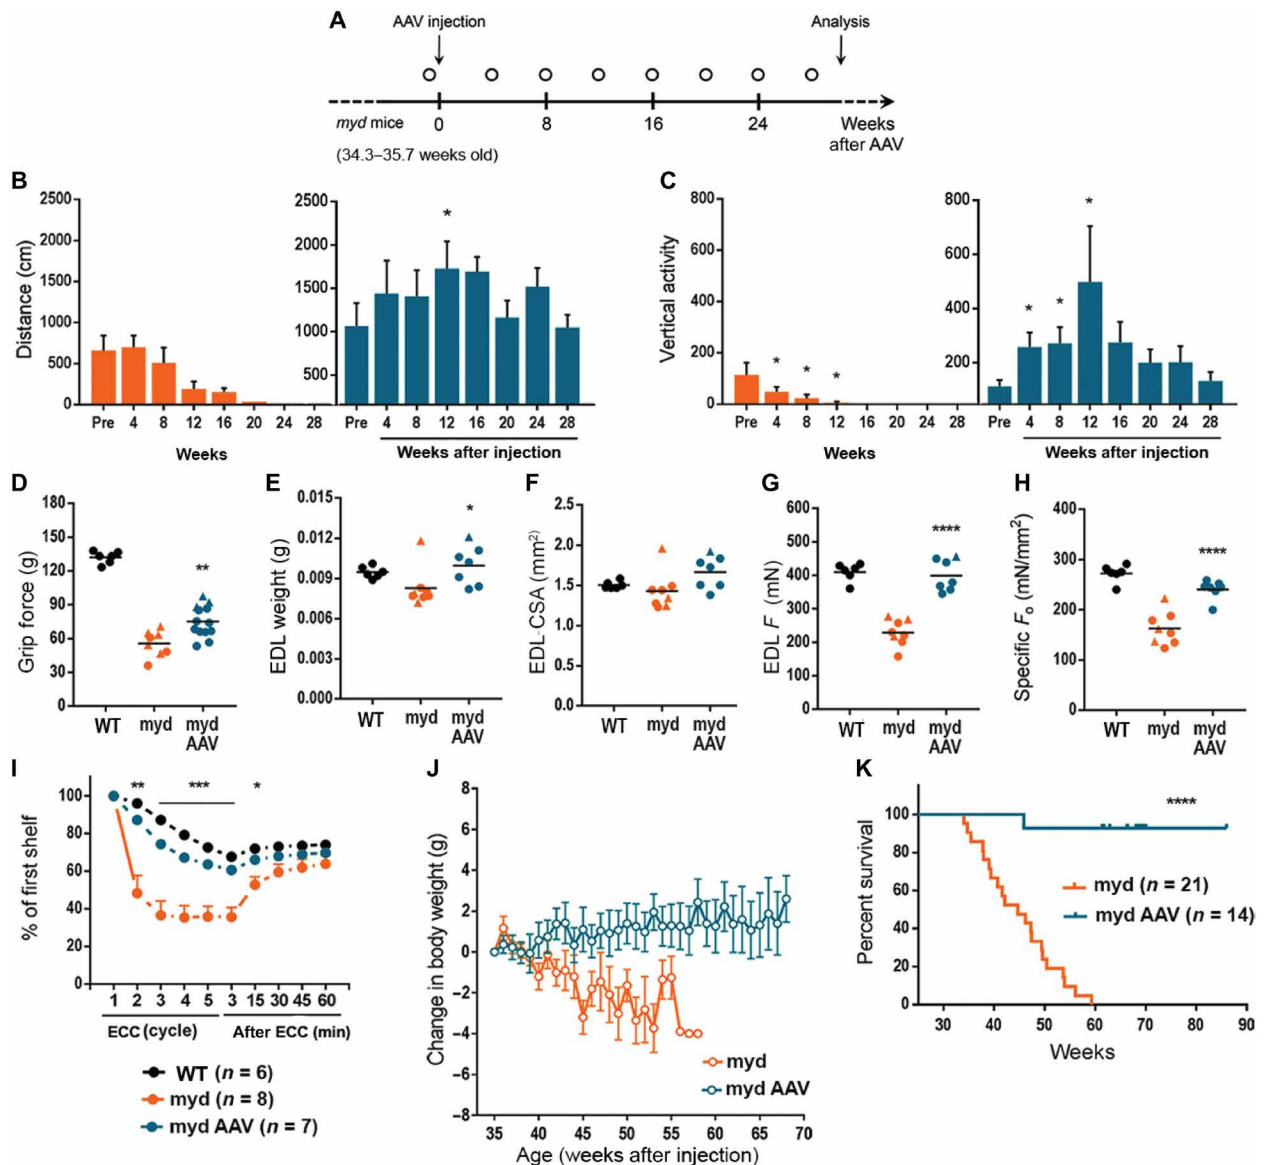 A
AAV injection
Analysis
myd mice
0
8
16
24
Weeks
after AAV
(34.3–35.7 weeks old)
B
Distance (cm)
2500
2000
1500
1000
500
0
Pre 4 8 12 16 20 24 28
Weeks
2500
2000
1500
1000
500
*
Pre 4 8 12 16 20 24 28
Weeks after injection
C
Vertical activity
800
600
400
200
0
* * *
Pre 4 8 12 16 20 24 28
Weeks
800
600
400
200
* * *
Pre 4 8 12 16 20 24 28
Weeks after injection
D
Grip force (g)
180
150
120
90
60
30
0
**
WT myd myd
AAV
E
EDL weight (g)
0.015
0.012
0.009
0.006
0.003
0.000
*
WT myd myd
AAV
F
EDL-CSA (mm²)
2.5
2.0
1.5
1.0
0.5
0.0
WT myd myd
AAV
G
EDL F (mN)
600
500
400
300
200
100
0
****
WT myd myd
AAV
H
Specific Fo (mN/mm²)
400
300
200
100
0
****
WT myd myd
AAV
I
% of first shelf
100
80
60
40
20
0
** *** *
1 2 3 4 5 3 15 30 45 60
ECC (cycle) After ECC (min)
WT (n = 6)
myd (n = 8)
myd AAV (n = 7)
J
Change in body weight (g)
8
6
4
2
0
−2
−4
−6
−8
myd
myd AAV
35 40 45 50 55 60 65 70
Age (weeks after injection)
K
Percent survival
100
80
60
40
20
0
****
myd (n = 21)
myd AAV (n = 14)
30 40 50 60 70 80 90
Weeks